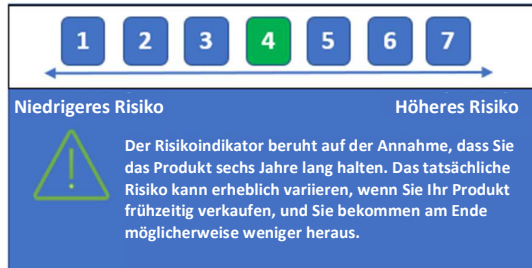 1 2 3 4 5 6 7
Niedrigeres Risiko Höheres Risiko
Der Risikoindikator beruht auf der Annahme, dass Sie
das Produkt sechs Jahre lang halten. Das tatsächliche
Risiko kann erheblich variieren, wenn Sie Ihr Produkt
frühzeitig verkaufen, und Sie bekommen am Ende
möglicherweise weniger heraus.